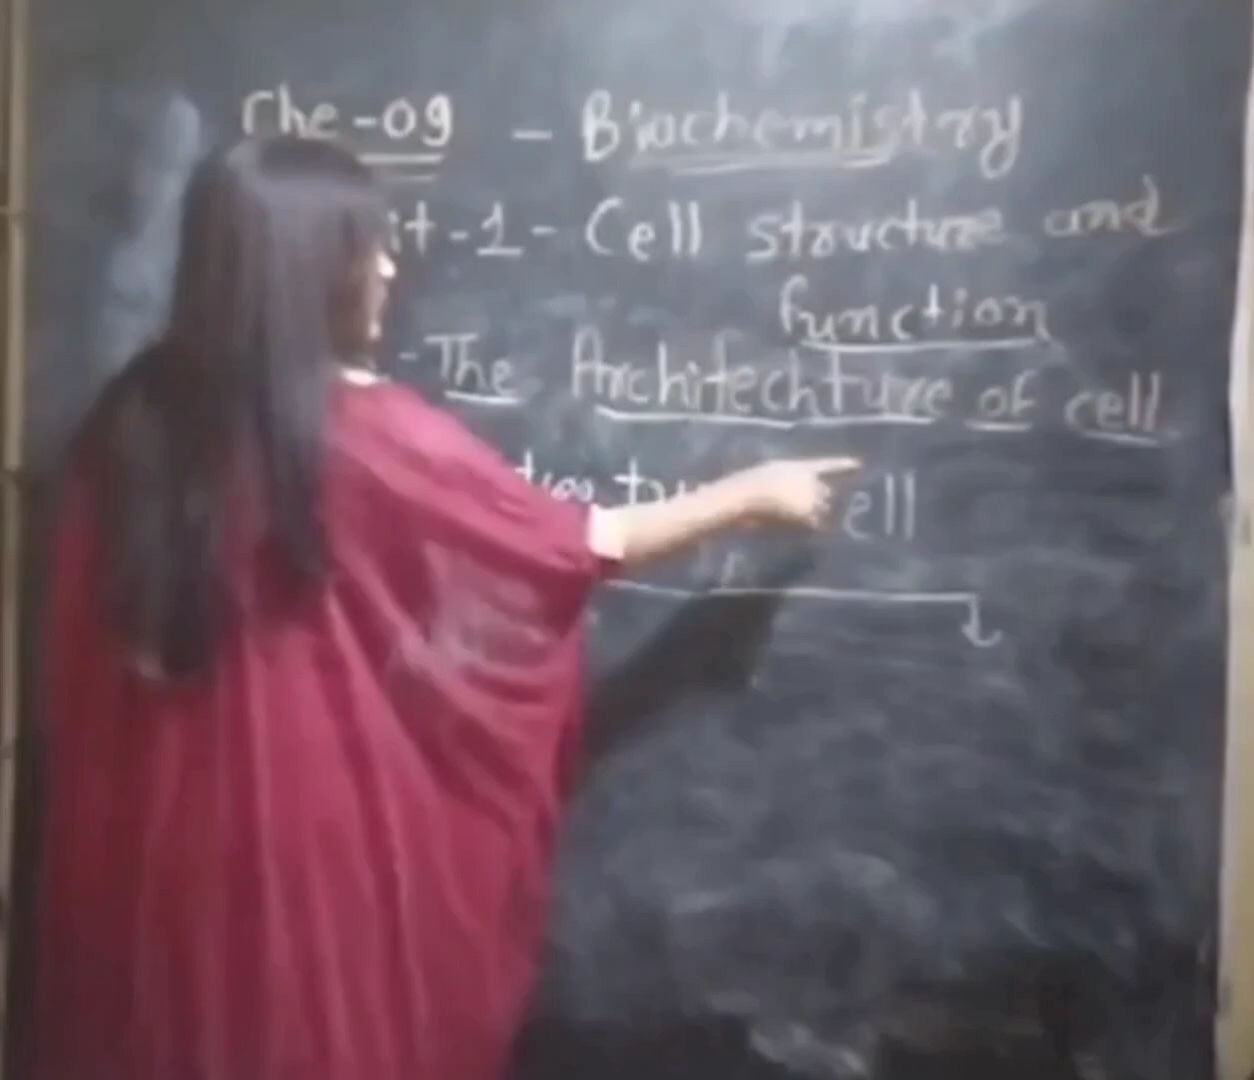 Che-09 - Biochemistry
it-1- Cell structure and
function
-The Architechture of cell
ell